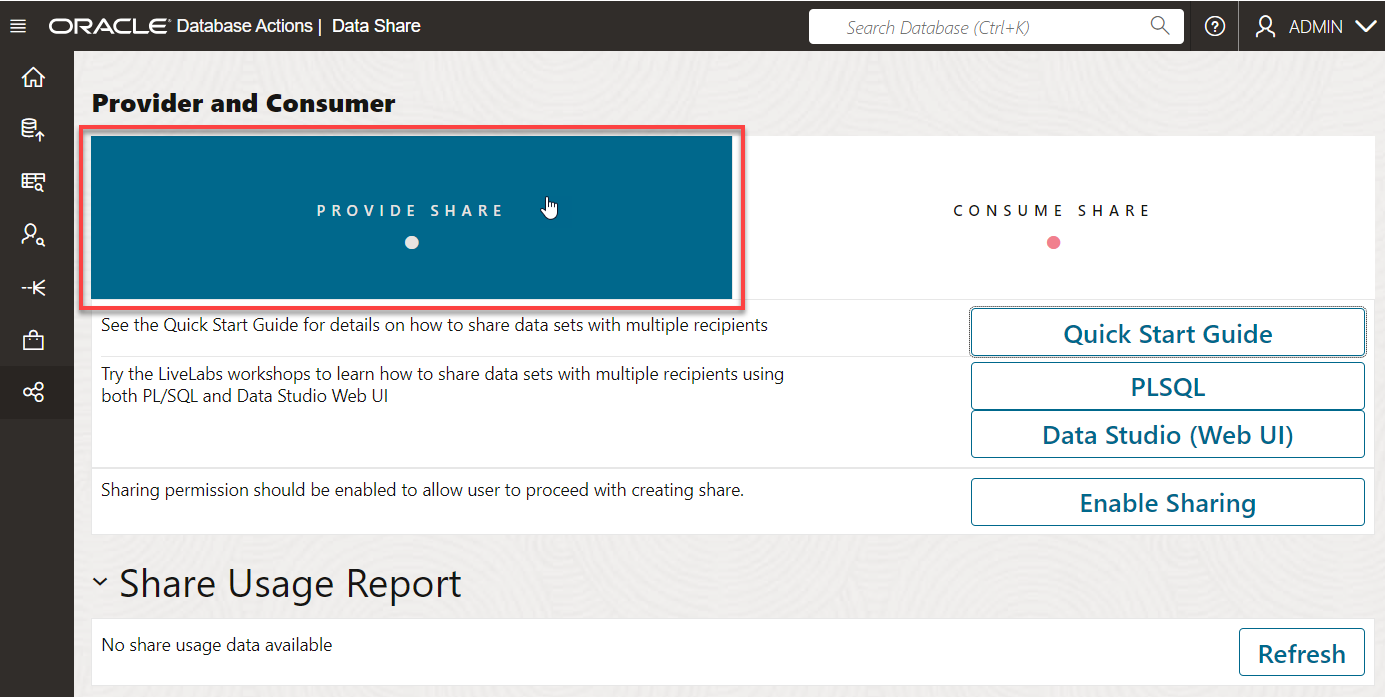 ORACLE Database Actions | Data Share
Search Database (Ctrl+K)
ADMIN
Provider and Consumer
PROVIDE SHARE
CONSUME SHARE
See the Quick Start Guide for details on how to share data sets with multiple recipients
Quick Start Guide
Try the LiveLabs workshops to learn how to share data sets with multiple recipients using
both PL/SQL and Data Studio Web UI
PLSQL
Data Studio (Web UI)
Sharing permission should be enabled to allow user to proceed with creating share.
Enable Sharing
Share Usage Report
No share usage data available
Refresh